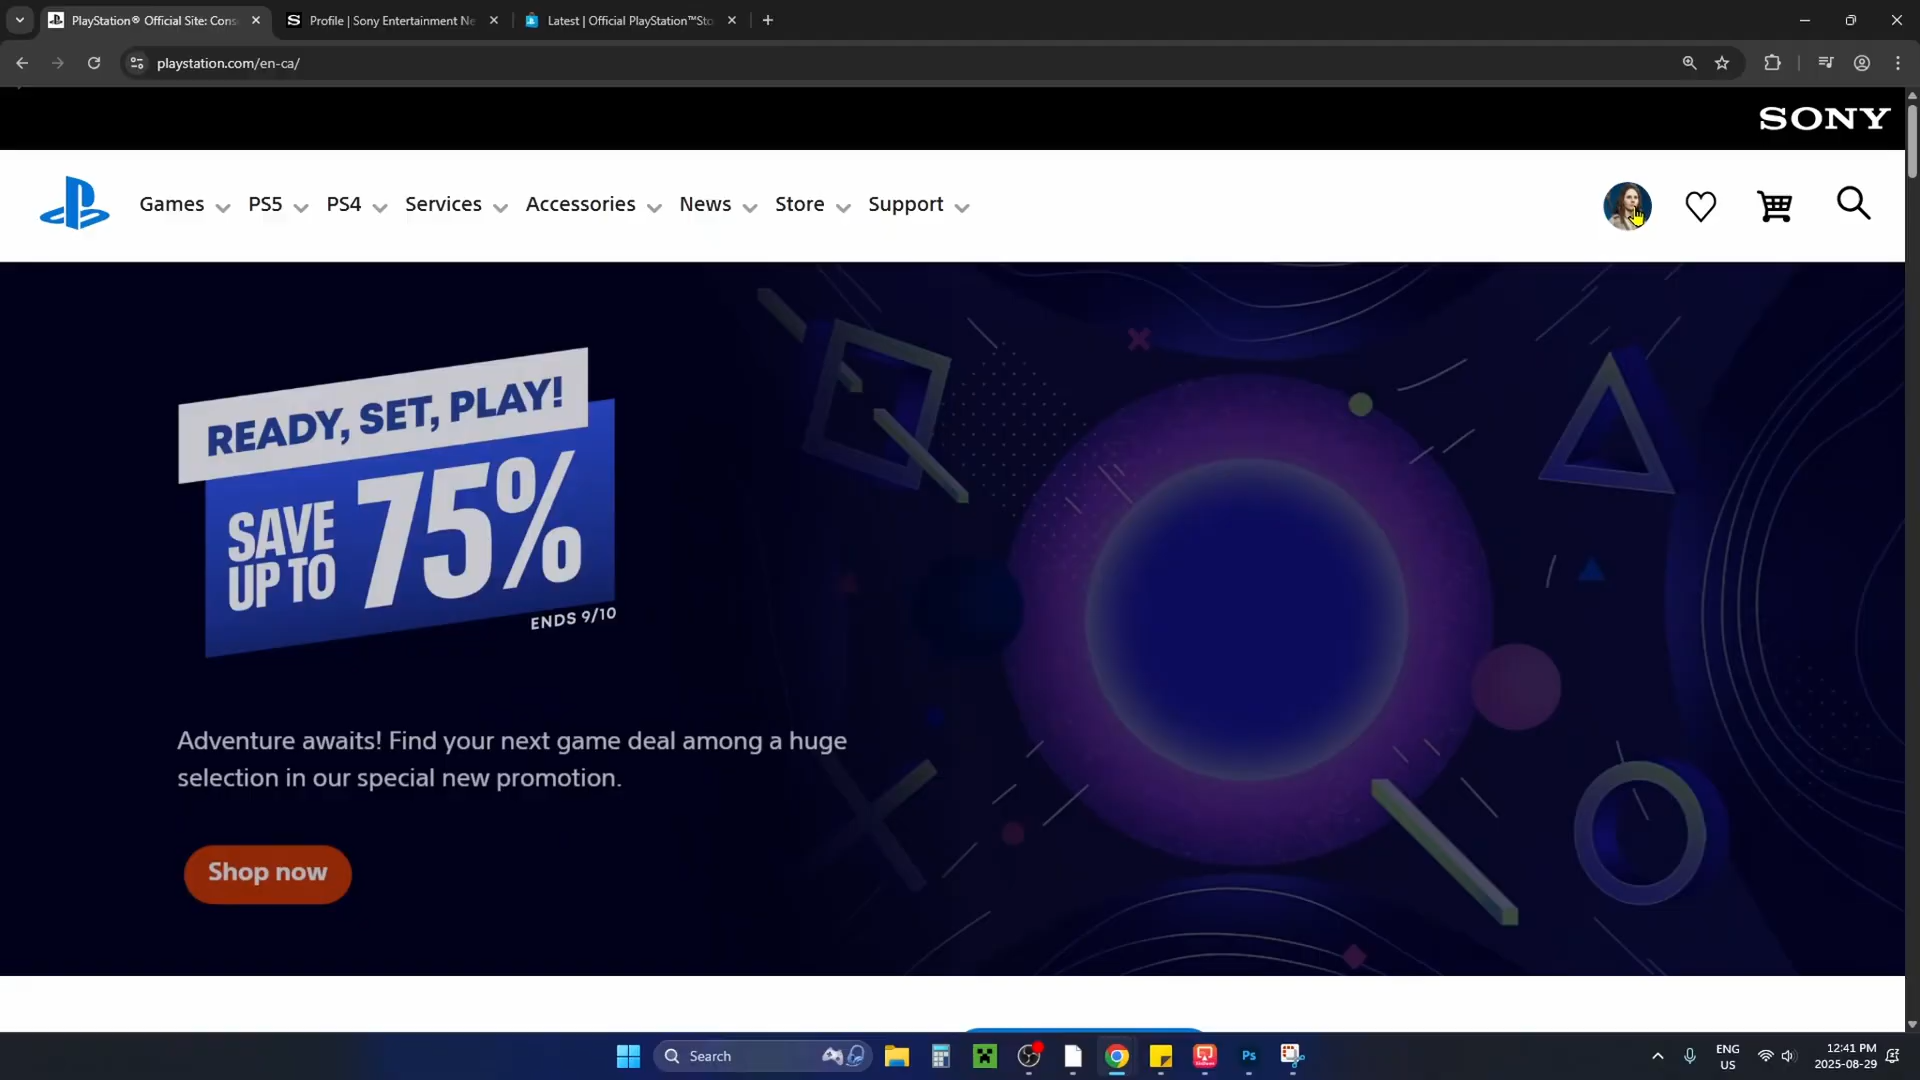 PlayStation® Official Site: Cons
Profile | Sony Entertainment Ne
Latest | Official PlayStation™Sto
playstation.com/en-ca/
SONY
Games
PS5
PS4
Services
Accessories
News
Store
Support
READY, SET, PLAY!
SAVE
UP TO
75%
ENDS 9/10
Adventure awaits! Find your next game deal among a huge
selection in our special new promotion.
Shop now
Search
Ps
ENG
US
12:41 PM
2025-08-29